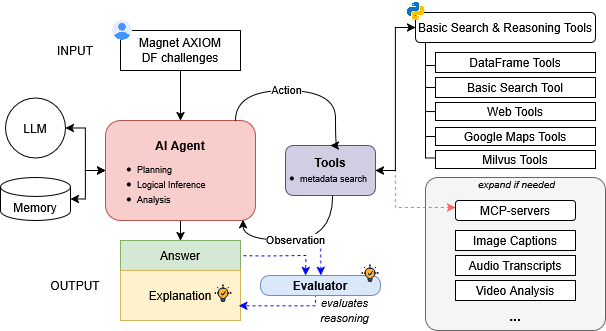 INPUT
Magnet AXIOM
DF challenges
Basic Search & Reasoning Tools
DataFrame Tools
Basic Search Tool
Web Tools
Google Maps Tools
Milvus Tools
Action
LLM
Memory
AI Agent
Planning
Logical Inference
Analysis
Tools
metadata search
expand if needed
MCP-servers
Image Captions
Audio Transcripts
Video Analysis
...
Observation
OUTPUT
Answer
Explanation
Evaluator
evaluates
reasoning